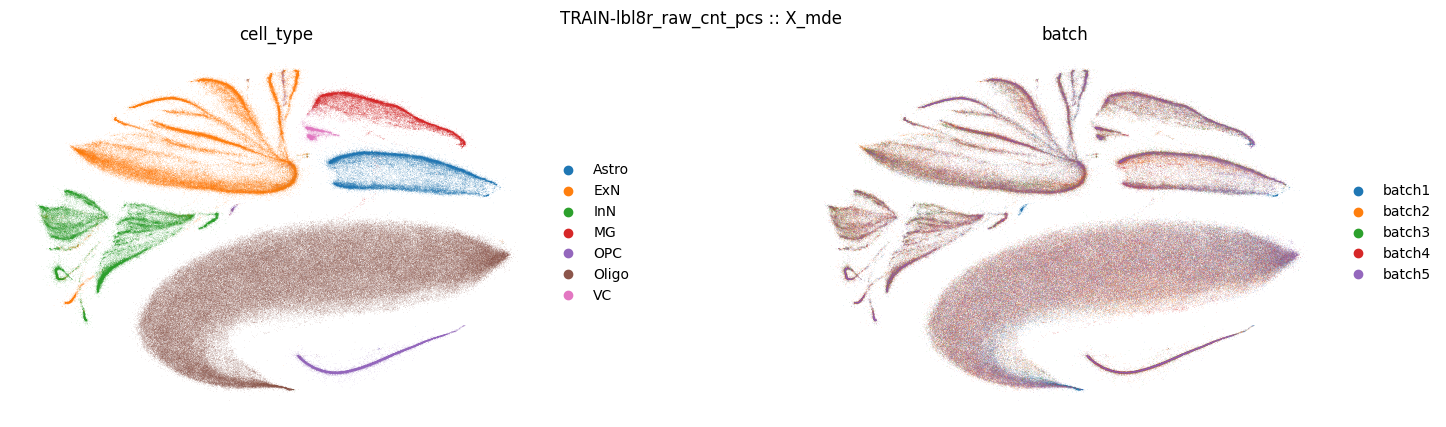 TRAIN-lbl8r_raw_cnt_pcs :: X_mde
cell_type
Astro
ExN
InN
MG
OPC
Oligo
VC
batch
batch1
batch2
batch3
batch4
batch5